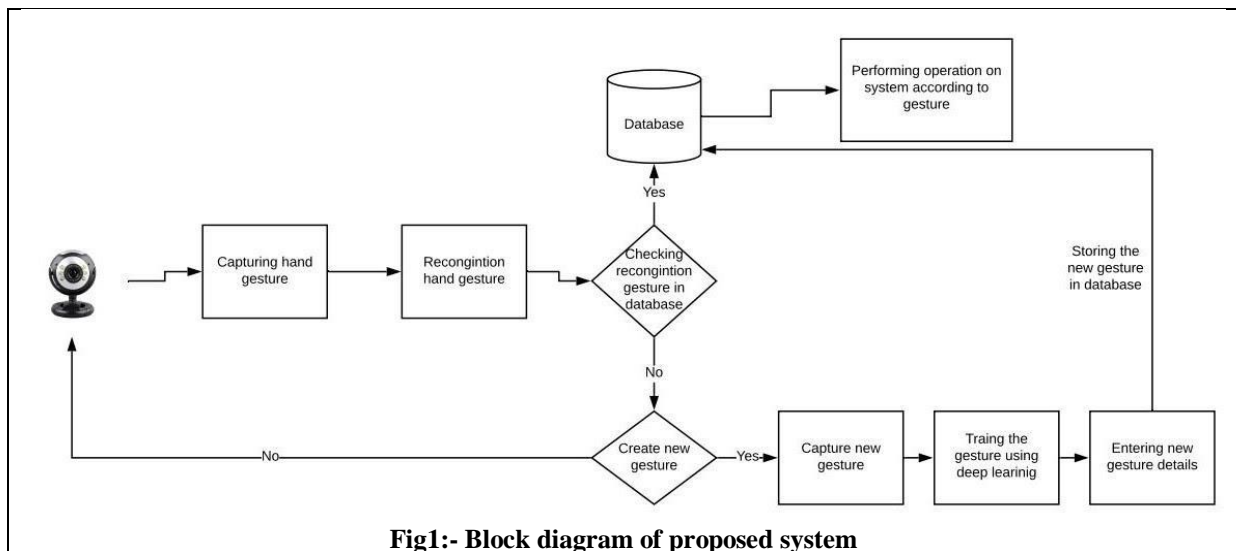 Performing operation on
system according to
gesture
Database
Yes
Capturing hand
gesture
Recongintion
hand gesture
Checking
recongintion
gesture in
database
Storing the
new gesture
in database
No
Create new
gesture
No
Yes
Capture new
gesture
Traing the
gesture using
deep learinig
Entering new
gesture details
Fig1:- Block diagram of proposed system